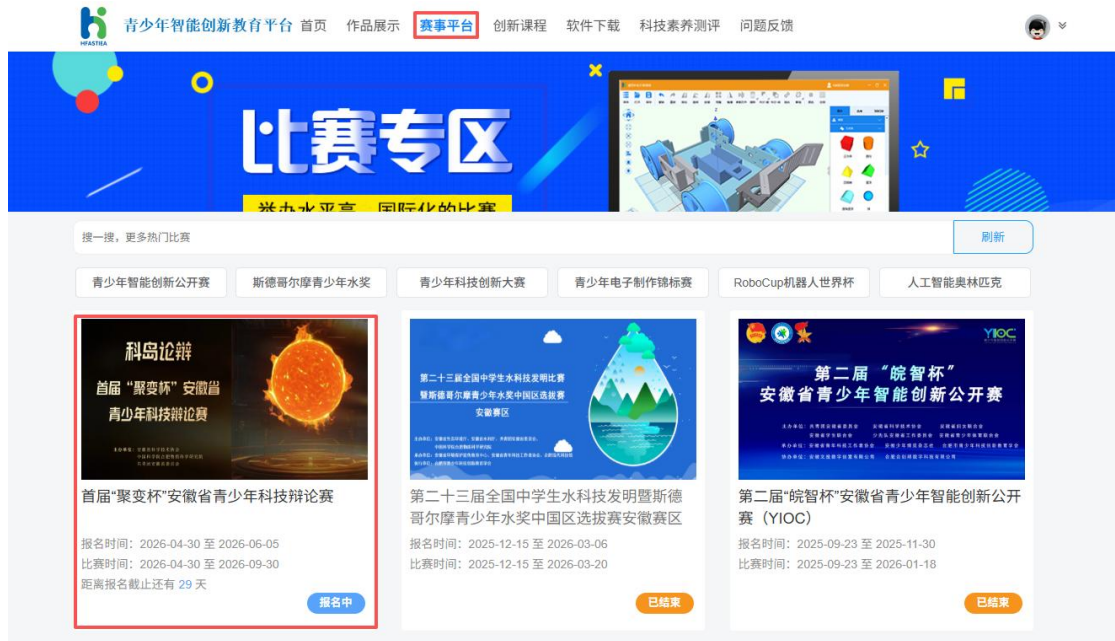 HFASTIEA
青少年智能创新教育平台 首页 作品展示 赛事平台 创新课程 软件下载 科技素养测评 问题反馈
比赛专区
举办水平高、国际化的比赛
搜一搜，更多热门比赛
刷新
青少年智能创新公开赛 斯德哥尔摩青少年水奖 青少年科技创新大赛 青少年电子制作锦标赛 RoboCup机器人世界杯 人工智能奥林匹克
科岛论辩
首届“聚变杯”安徽省
青少年科技辩论赛
首届“聚变杯”安徽省青少年科技辩论赛
报名时间：2026-04-30 至 2026-06-05
比赛时间：2026-04-30 至 2026-09-30
距离报名截止还有 29 天
报名中
第二十三届全国中学生水科技发明比赛
暨斯德哥尔摩青少年水奖中国区选拔赛
安徽赛区
第二十三届全国中学生水科技发明暨斯德
哥尔摩青少年水奖中国区选拔赛安徽赛区
报名时间：2025-12-15 至 2026-03-06
比赛时间：2025-12-15 至 2026-03-20
已结束
YIOC
第二届“皖智杯”
安徽省青少年智能创新公开赛
第二届“皖智杯”安徽省青少年智能创新公开
赛（YIOC）
报名时间：2025-09-23 至 2025-11-30
比赛时间：2025-09-23 至 2026-01-18
已结束